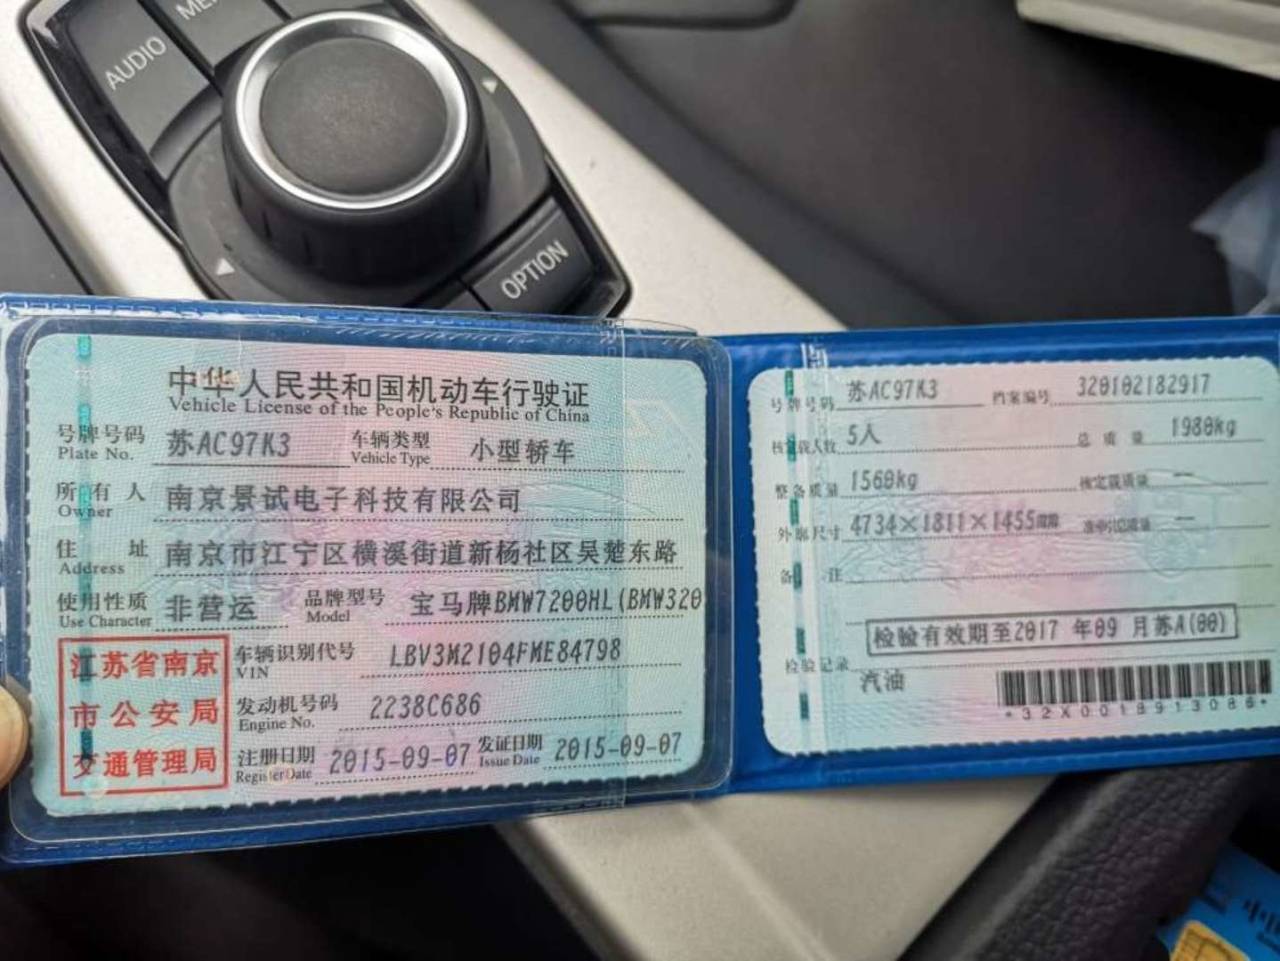 AUDIO
ME
OPTION
中华人民共和国机动车行驶证
Vehicle License of the People's Republic of China
号牌号码 苏AC97K3 车辆类型 小型轿车
Plate No. Vehicle Type
所有人 南京景试电子科技有限公司
Owner
住址 南京市江宁区横溪街道新杨社区吴楚东路
Address
使用性质 非营运 品牌型号 宝马牌BMW7200HL(BMW320
Use Character Model
江苏省南京
市公安局
交通管理局
车辆识别代号 LBV3M2104FME84798
VIN
发动机号码 2238C686
Engine No.
注册日期 2015-09-07 发证日期 2015-09-07
Register Date Issue Date
号牌号码 苏AC97K3 档案编号 320102182917
核定载人数 5人 总质量 1980kg
整备质量 1560kg 核定载质量 --
外廓尺寸 4734×1811×1455 准牵引总质量 --
备注
检验有效期至2017 年09 月苏A(00)
检验记录
汽油
*32X0018913086*